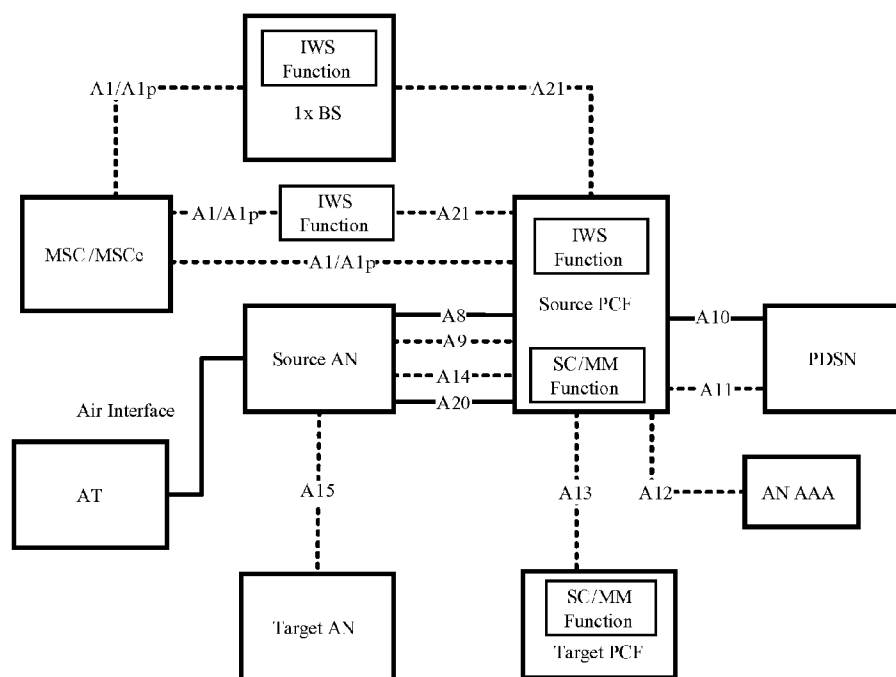 IWS
Function
1x BS
A1/A1p
A21
A1/A1p
IWS
Function
A21
MSC/MSCe
A1/A1p
IWS
Function
Source PCF
Source AN
A8
A9
A14
A20
SC/MM
Function
A10
A11
PDSN
Air Interface
AT
A15
A13
A12
AN AAA
Target AN
SC/MM
Function
Target PCF